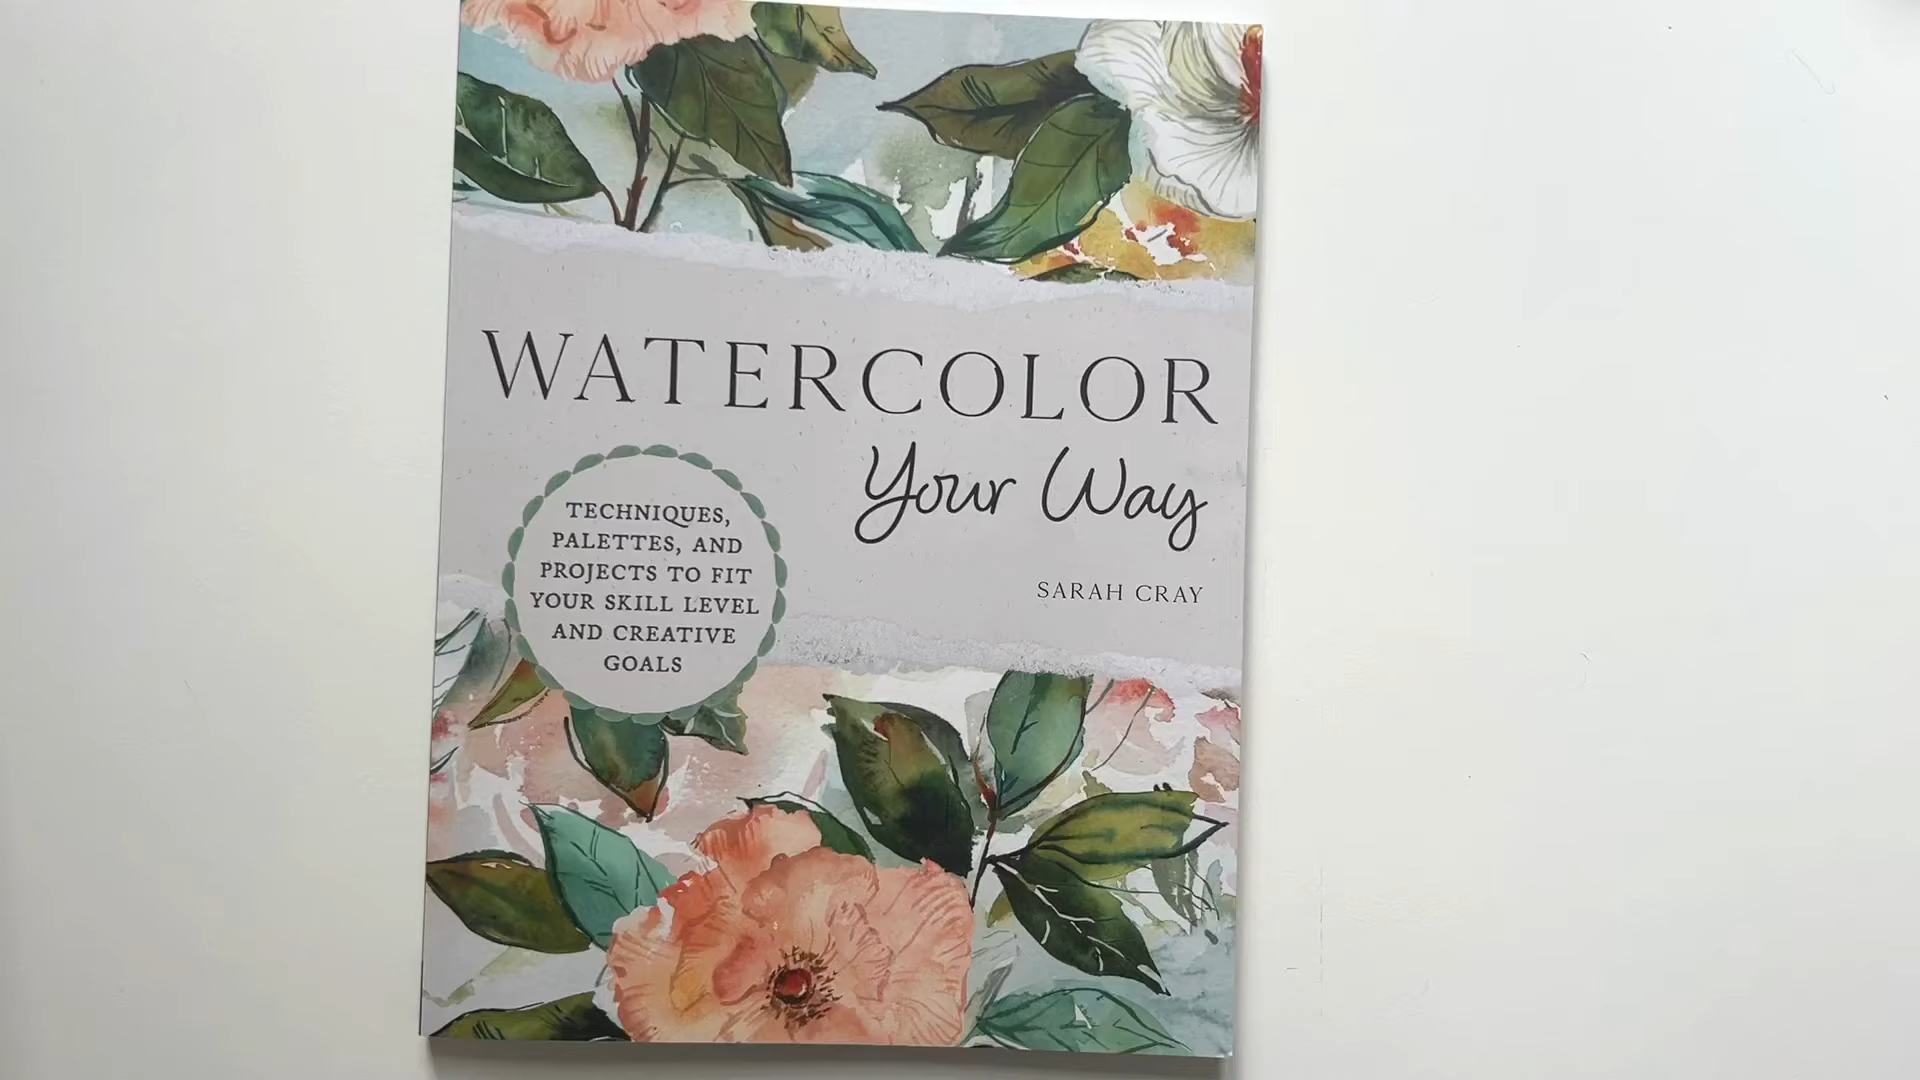 WATERCOLOR
Your Way
SARAH CRAY
TECHNIQUES,
PALETTES, AND
PROJECTS TO FIT
YOUR SKILL LEVEL
AND CREATIVE
GOALS